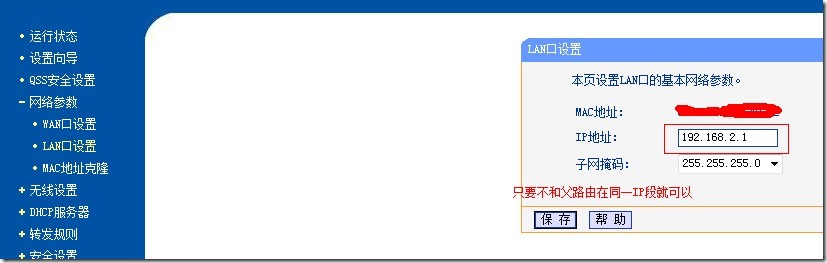 运行状态
设置向导
QSS安全设置
网络参数
WAN口设置
LAN口设置
MAC地址克隆
无线设置
DHCP服务器
转发规则
安全设置
LAN口设置
本页设置LAN口的基本网络参数。
MAC地址:
IP地址: 192.168.2.1
子网掩码: 255.255.255.0
只要不和父路由在同一IP段就可以
保存 帮助